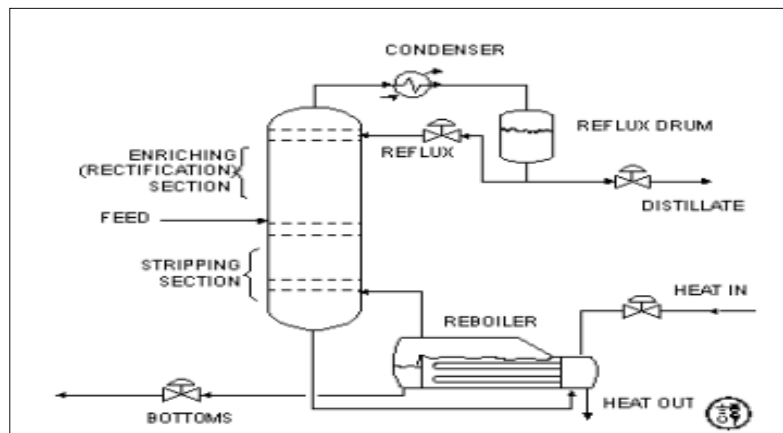 CONDENSER
REFLUX DRUM
ENRICHING
(RECTIFICATION)
SECTION
REFLUX
FEED
DISTILLATE
STRIPPING
SECTION
HEAT IN
REBOILER
HEAT OUT
BOTTOMS